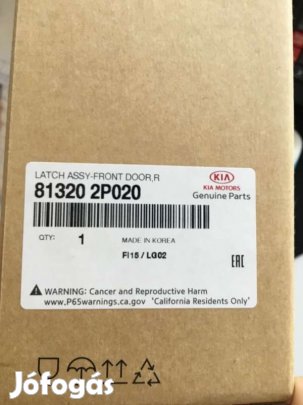 LATCH ASSY-FRONT DOOR,R
81320 2P020
KIA
KIA MOTORS
Genuine Parts
QTY: 1
MADE IN KOREA
FI15 / LG02
EAC
WARNING: Cancer and Reproductive Harm
www.P65warnings.ca.gov 'California Residents Only'
Jófogás